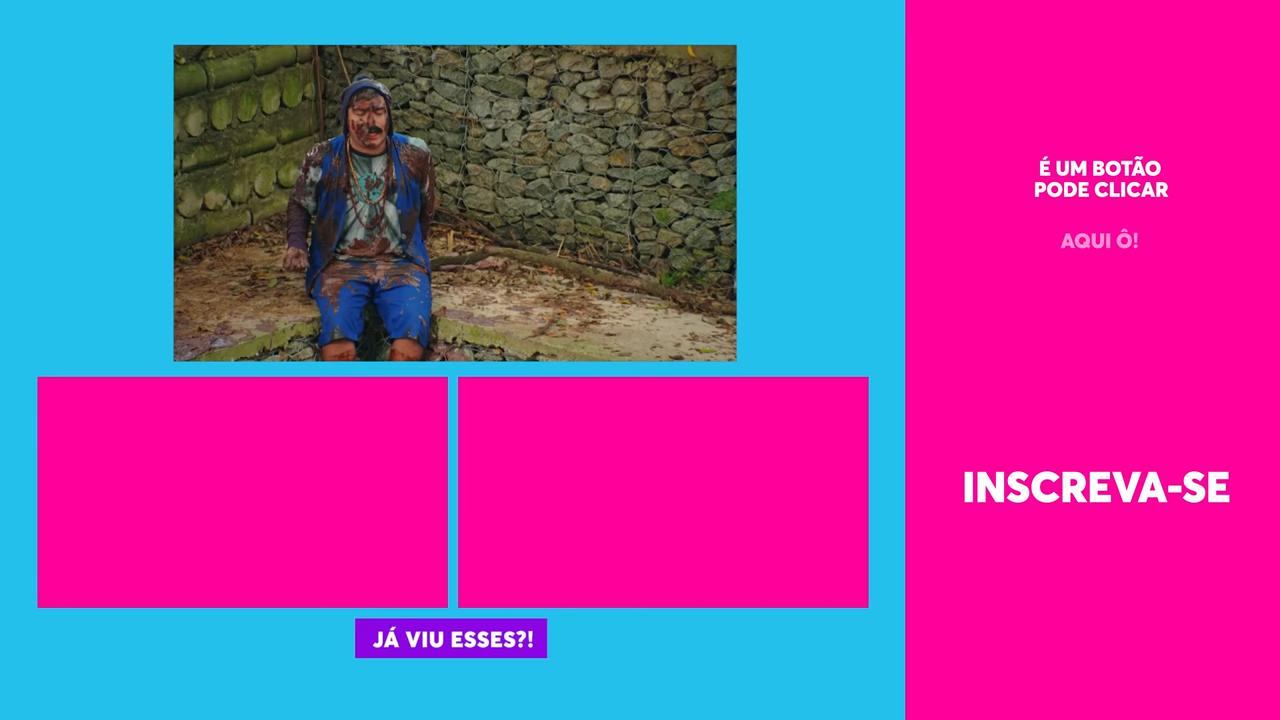 É UM BOTÃO
PODE CLICAR
AQUI Ô!
INSCREVA-SE
JÁ VIU ESSES?!